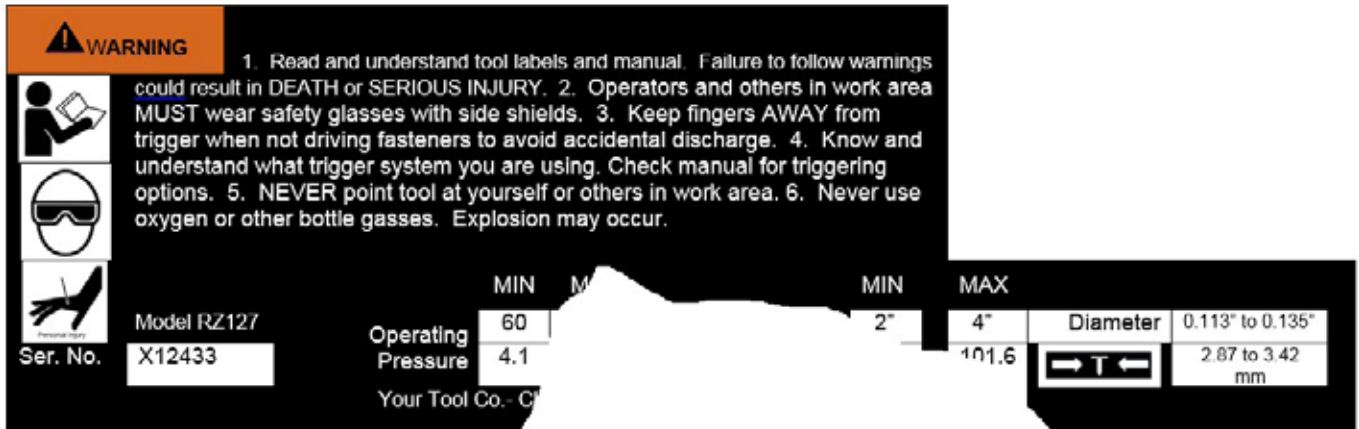 WARNING
1. Read and understand tool labels and manual. Failure to follow warnings
could result in DEATH or SERIOUS INJURY. 2. Operators and others in work area
MUST wear safety glasses with side shields. 3. Keep fingers AWAY from
trigger when not driving fasteners to avoid accidental discharge. 4. Know and
understand what trigger system you are using. Check manual for triggering
options. 5. NEVER point tool at yourself or others in work area. 6. Never use
oxygen or other bottle gasses. Explosion may occur.
Personal Injury
MIN MIN MAX
Model RZ127 Operating 60 2" 4" Diameter 0.113" to 0.135"
Ser. No. X12433 Pressure 4.1 101.6 T 2.87 to 3.42
mm
Your Tool Co.-